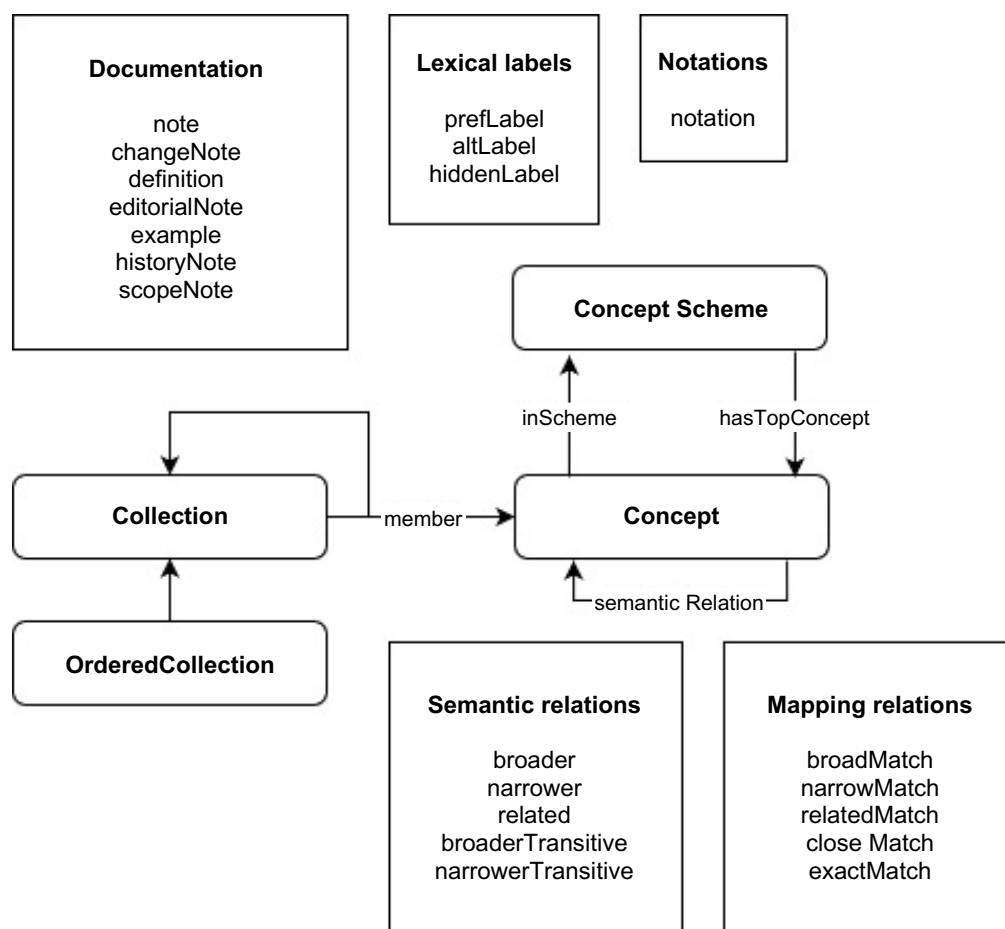 Documentation
note
changeNote
definition
editorialNote
example
historyNote
scopeNote
Lexical labels
prefLabel
altLabel
hiddenLabel
Notations
notation
Concept Scheme
inScheme
hasTopConcept
Collection
member
Concept
semantic Relation
OrderedCollection
Semantic relations
broader
narrower
related
broaderTransitive
narrowerTransitive
Mapping relations
broadMatch
narrowMatch
relatedMatch
close Match
exactMatch